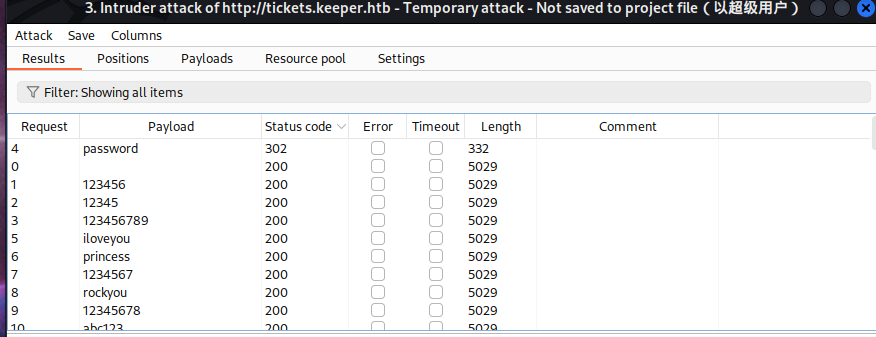 3. Intruder attack of http://tickets.keeper.htb - Temporary attack - Not saved to project file（以超级用户）
Attack Save Columns
Results Positions Payloads Resource pool Settings
Filter: Showing all items
Request Payload Status code Error Timeout Length Comment
4 password 302 332
0 200 5029
1 123456 200 5029
2 12345 200 5029
3 123456789 200 5029
5 iloveyou 200 5029
6 princess 200 5029
7 1234567 200 5029
8 rockyou 200 5029
9 12345678 200 5029
10 abc123 200 5029